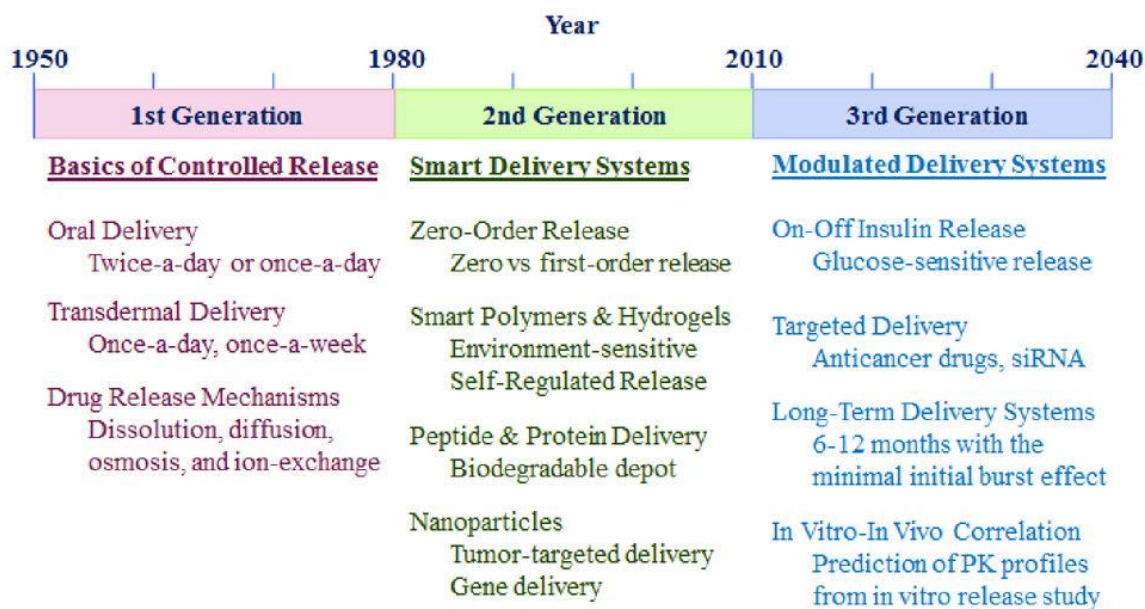 Year
1950 1980 2010 2040
1st Generation 2nd Generation 3rd Generation
Basics of Controlled Release
Oral Delivery
Twice-a-day or once-a-day
Transdermal Delivery
Once-a-day, once-a-week
Drug Release Mechanisms
Dissolution, diffusion,
osmosis, and ion-exchange
Smart Delivery Systems
Zero-Order Release
Zero vs first-order release
Smart Polymers & Hydrogels
Environment-sensitive
Self-Regulated Release
Peptide & Protein Delivery
Biodegradable depot
Nanoparticles
Tumor-targeted delivery
Gene delivery
Modulated Delivery Systems
On-Off Insulin Release
Glucose-sensitive release
Targeted Delivery
Anticancer drugs, siRNA
Long-Term Delivery Systems
6-12 months with the
minimal initial burst effect
In Vitro-In Vivo Correlation
Prediction of PK profiles
from in vitro release study